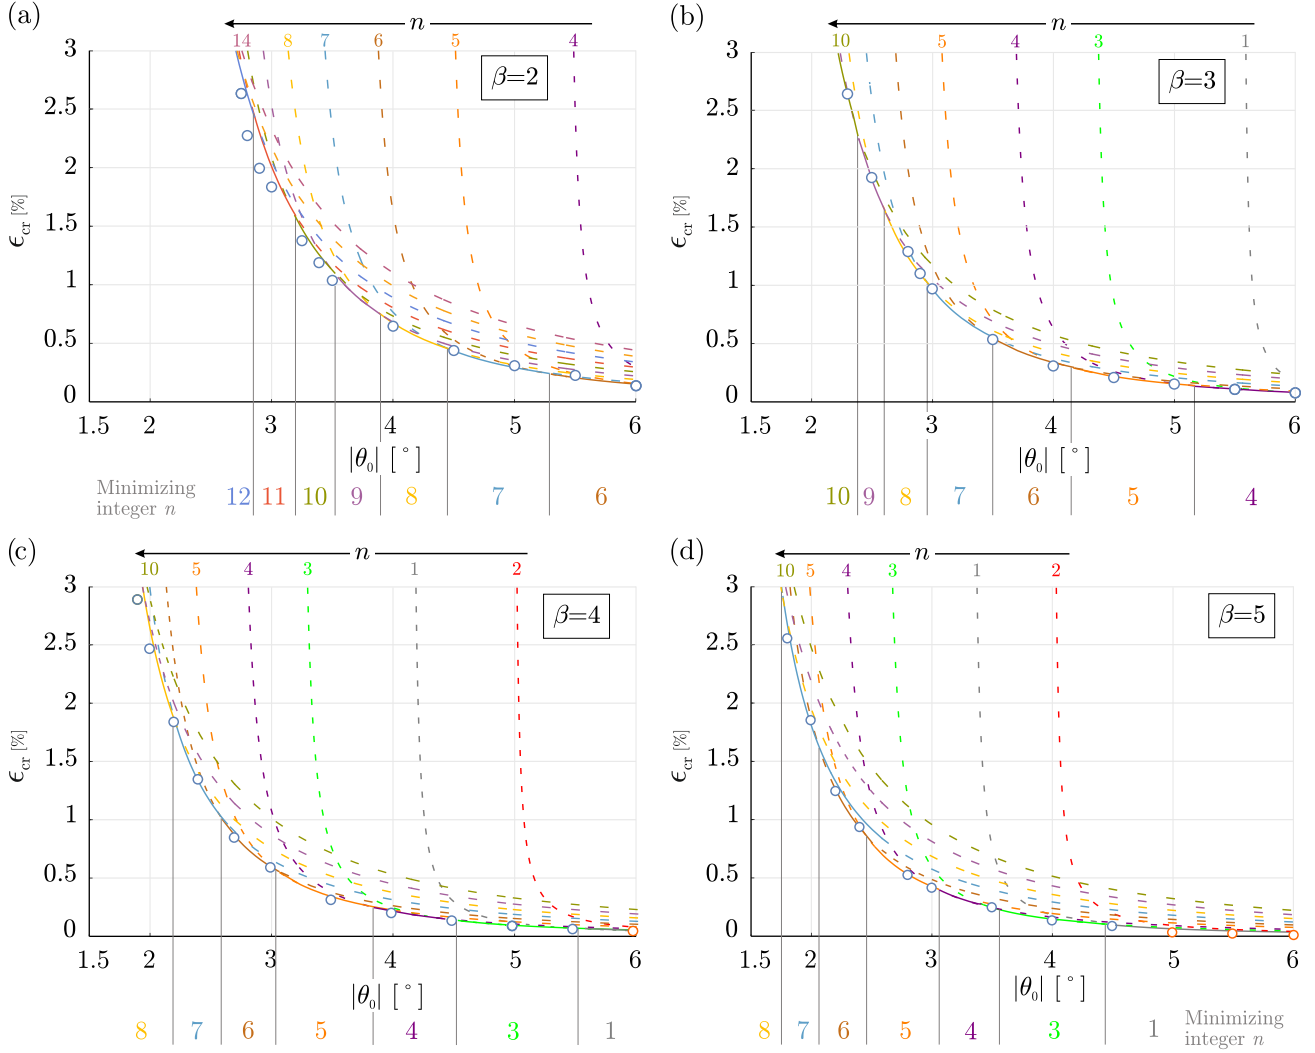 (a)
n
14 8 7 6 5 4
β=2
3
2.5
2
1.5
1
0.5
0
ϵcr [%]
1.5 2 3 4 5 6
|θ0| [°]
Minimizing
integer n
12 11 10 9 8 7 6
(b)
n
10 5 4 3 1
β=3
3
2.5
2
1.5
1
0.5
0
ϵcr [%]
1.5 2 3 4 5 6
|θ0| [°]
10 9 8 7 6 5 4
(c)
n
10 5 4 3 1 2
β=4
3
2.5
2
1.5
1
0.5
0
ϵcr [%]
1.5 2 3 4 5 6
|θ0| [°]
8 7 6 5 4 3 1
(d)
n
10 5 4 3 1 2
β=5
3
2.5
2
1.5
1
0.5
0
ϵcr [%]
1.5 2 3 4 5 6
|θ0| [°]
8 7 6 5 4 3 1
Minimizing
integer n